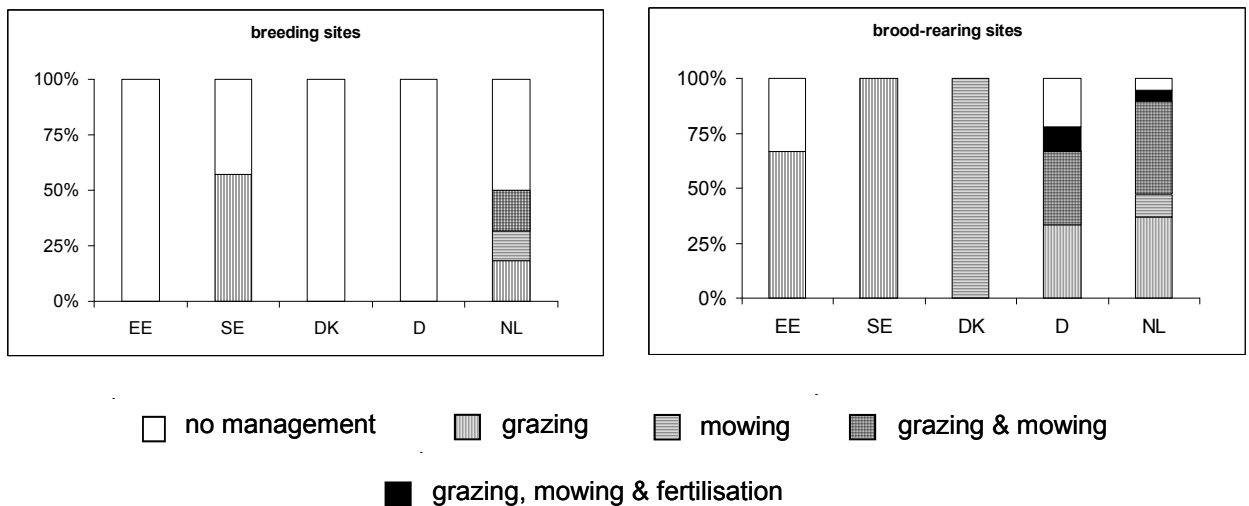 breeding sites
100%
75%
50%
25%
0%
EE SE DK D NL
brood-rearing sites
100%
75%
50%
25%
0%
EE SE DK D NL
no management grazing mowing grazing & mowing
grazing, mowing & fertilisation